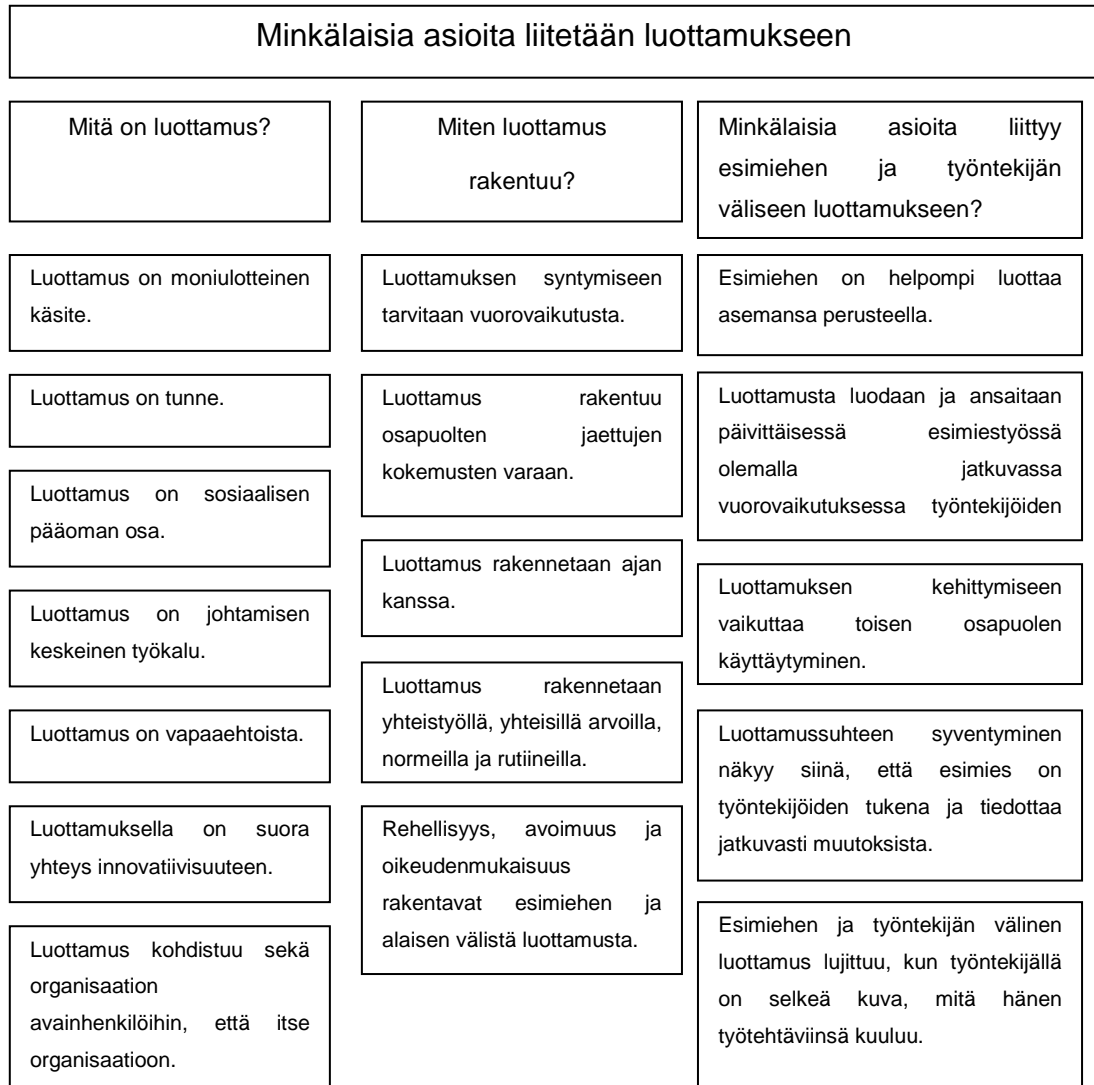 Minkälaisia asioita liitetään luottamukseen
Mitä on luottamus?
Luottamus on moniulotteinen
käsite.
Luottamus on tunne.
Luottamus on sosiaalisen
pääoman osa.
Luottamus on johtamisen
keskeinen työkalu.
Luottamus on vapaaehtoista.
Luottamuksella on suora
yhteys innovatiivisuuteen.
Luottamus kohdistuu sekä
organisaation
avainhenkilöihin, että itse
organisaatioon.
Miten luottamus
rakentuu?
Luottamuksen syntymiseen
tarvitaan vuorovaikutusta.
Luottamus rakentuu
osapuolten jaettujen
kokemusten varaan.
Luottamus rakennetaan ajan
kanssa.
Luottamus rakennetaan
yhteistyöllä, yhteisillä arvoilla,
normeilla ja rutiineilla.
Rehellisyys, avoimuus ja
oikeudenmukaisuus
rakentavat esimiehen ja
alaisen välistä luottamusta.
Minkälaisia asioita liittyy
esimiehen ja työntekijän
väliseen luottamukseen?
Esimiehen on helpompi luottaa
asemansa perusteella.
Luottamusta luodaan ja ansaitaan
päivittäisessä esimiestyössä
olemalla jatkuvassa
vuorovaikutuksessa työntekijöiden
Luottamuksen kehittymiseen
vaikuttaa toisen osapuolen
käyttäytyminen.
Luottamussuhteen syventyminen
näkyy siinä, että esimies on
työntekijöiden tukena ja tiedottaa
jatkuvasti muutoksista.
Esimiehen ja työntekijän välinen
luottamus lujittuu, kun työntekijällä
on selkeä kuva, mitä hänen
työtehtäviinsä kuuluu.